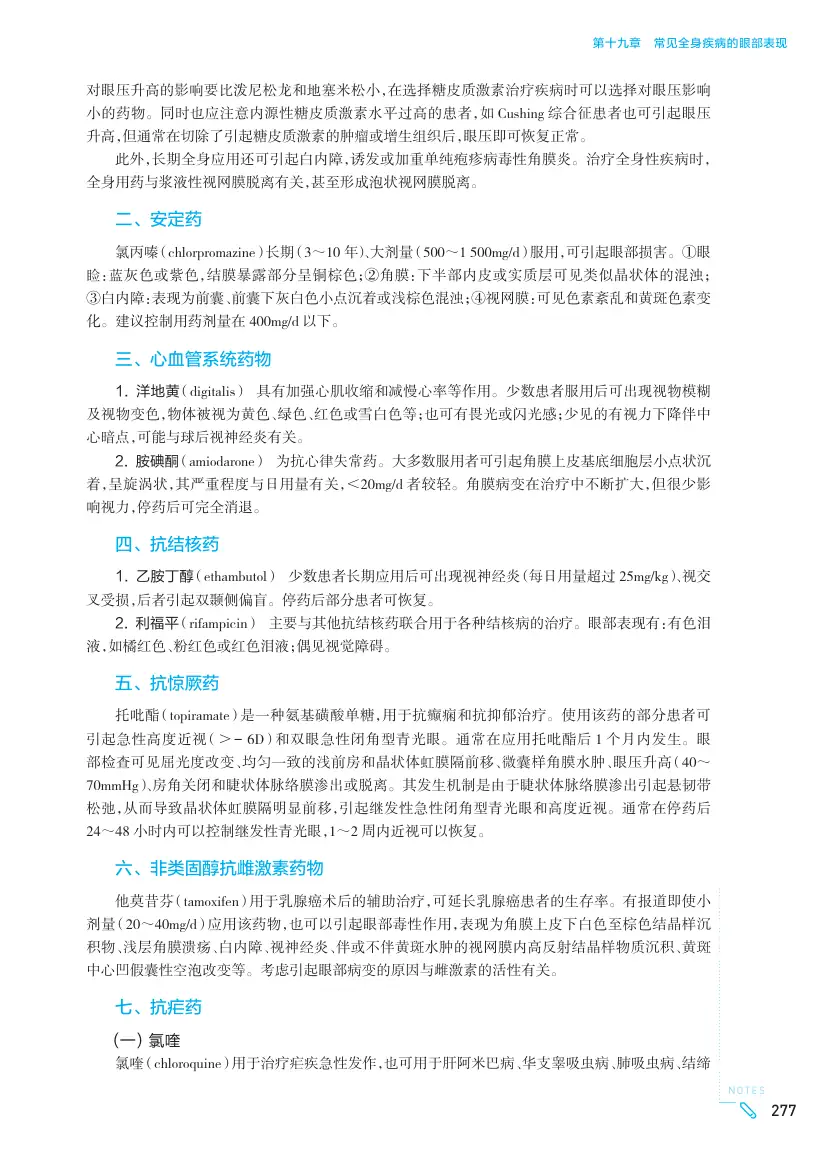 第十九章 常见全身疾病的眼部表现
对眼压升高的影响要比泼尼松龙和地塞米松小,在选择糖皮质激素治疗疾病时可以选择对眼压影响
小的药物。同时也应注意内源性糖皮质激素水平过高的患者,如 Cushing 综合征患者也可引起眼压
升高,但通常在切除了引起糖皮质激素的肿瘤或增生组织后,眼压即可恢复正常。
此外,长期全身应用还可引起白内障,诱发或加重单纯疱疹病毒性角膜炎。治疗全身性疾病时,
全身用药与浆液性视网膜脱离有关,甚至形成泡状视网膜脱离。
二、安定药
氯丙嗪(chlorpromazine)长期(3~10 年)、大剂量(500~1 500mg/d)服用,可引起眼部损害。①眼
睑:蓝灰色或紫色,结膜暴露部分呈铜棕色;②角膜:下半部内皮或实质层可见类似晶状体的混浊;
③白内障:表现为前囊、前囊下灰白色小点沉着或浅棕色混浊;④视网膜:可见色素紊乱和黄斑色素变
化。建议控制用药剂量在 400mg/d 以下。
三、心血管系统药物
1. 洋地黄(digitalis) 具有加强心肌收缩和减慢心率等作用。少数患者服用后可出现视物模糊
及视物变色,物体被视为黄色、绿色、红色或雪白色等;也可有畏光或闪光感;少见的有视力下降伴中
心暗点,可能与球后视神经炎有关。
2. 胺碘酮(amiodarone) 为抗心律失常药。大多数服用者可引起角膜上皮基底细胞层小点状沉
着,呈旋涡状,其严重程度与日用量有关,<20mg/d 者较轻。角膜病变在治疗中不断扩大,但很少影
响视力,停药后可完全消退。
四、抗结核药
1. 乙胺丁醇(ethambutol) 少数患者长期应用后可出现视神经炎(每日用量超过 25mg/kg)、视交
叉受损,后者引起双颞侧偏盲。停药后部分患者可恢复。
2. 利福平(rifampicin) 主要与其他抗结核药联合用于各种结核病的治疗。眼部表现有:有色泪
液,如橘红色、粉红色或红色泪液;偶见视觉障碍。
五、抗惊厥药
托吡酯(topiramate)是一种氨基磺酸单糖,用于抗癫痫和抗抑郁治疗。使用该药的部分患者可
引起急性高度近视(>− 6D)和双眼急性闭角型青光眼。通常在应用托吡酯后 1 个月内发生。眼
部检查可见屈光度改变、均匀一致的浅前房和晶状体虹膜隔前移、微囊样角膜水肿、眼压升高(40~
70mmHg)、房角关闭和睫状体脉络膜渗出或脱离。其发生机制是由于睫状体脉络膜渗出引起悬韧带
松弛,从而导致晶状体虹膜隔明显前移,引起继发性急性闭角型青光眼和高度近视。通常在停药后
24~48 小时内可以控制继发性青光眼,1~2 周内近视可以恢复。
六、非类固醇抗雌激素药物
他莫昔芬(tamoxifen)用于乳腺癌术后的辅助治疗,可延长乳腺癌患者的生存率。有报道即使小
剂量(20~40mg/d)应用该药物,也可以引起眼部毒性作用,表现为角膜上皮下白色至棕色结晶样沉
积物、浅层角膜溃疡、白内障、视神经炎、伴或不伴黄斑水肿的视网膜内高反射结晶样物质沉积、黄斑
中心凹假囊性空泡改变等。考虑引起眼部病变的原因与雌激素的活性有关。
七、抗疟药
(一)氯喹
氯喹(chloroquine)用于治疗疟疾急性发作,也可用于肝阿米巴病、华支睾吸虫病、肺吸虫病、结缔
NOTES
277